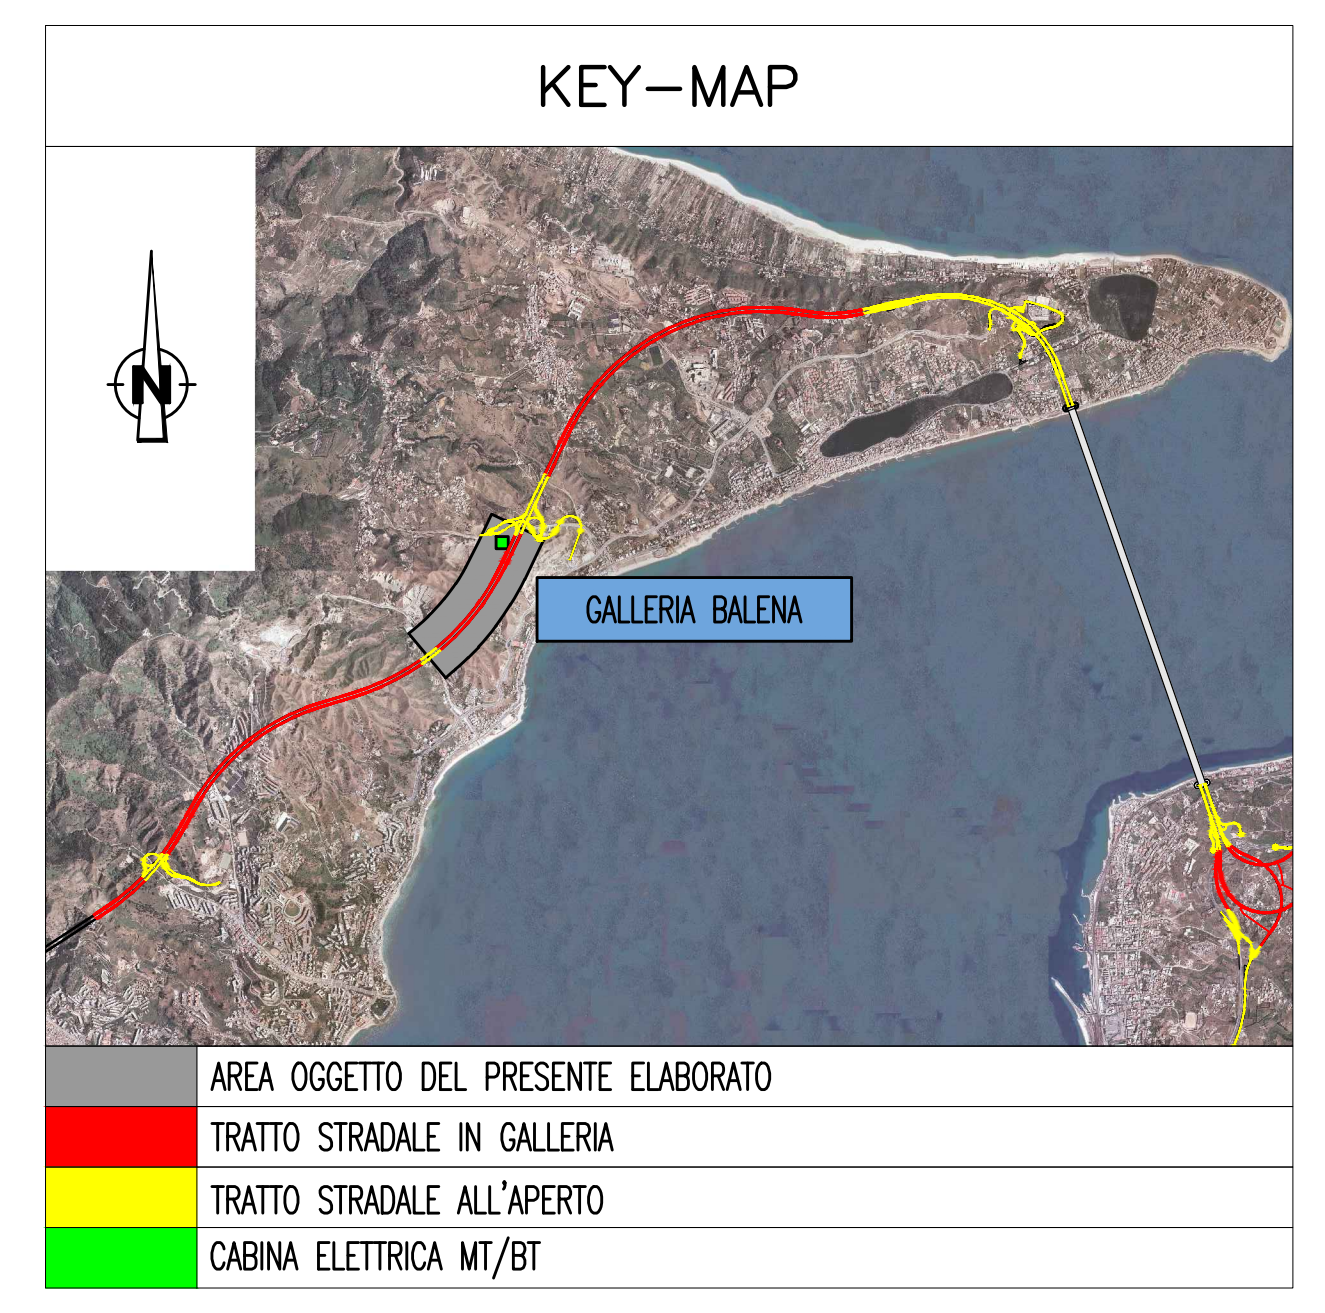 KEY-MAP
N
GALLERIA BALENA
AREA OGGETTO DEL PRESENTE ELABORATO
TRATTO STRADALE IN GALLERIA
TRATTO STRADALE ALL'APERTO
CABINA ELETTRICA MT/BT